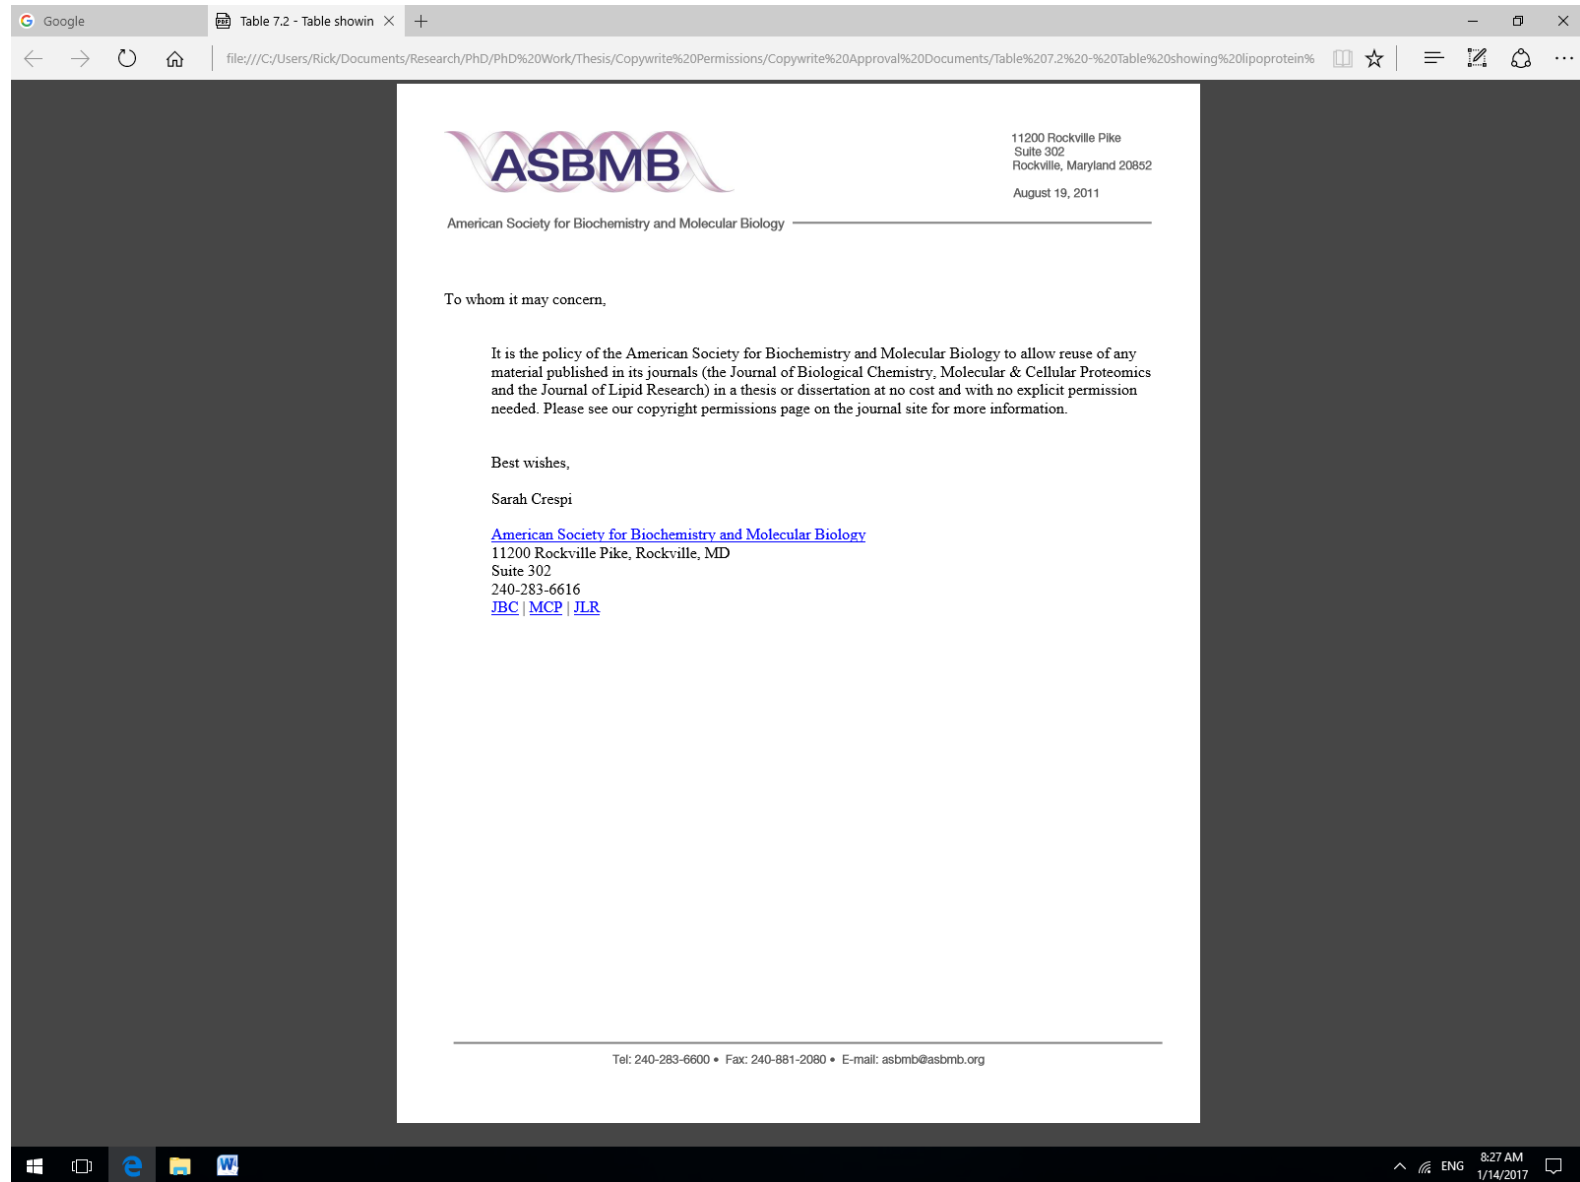 Google
Table 7.2 - Table showin
file:///C:/Users/Rick/Documents/Research/PhD/PhD%20Work/Thesis/Copywrite%20Permissions/Copywrite%20Approval%20Documents/Table%207.2%20-%20Table%20showing%20lipoprotein%
ASBMB
11200 Rockville Pike
Suite 302
Rockville, Maryland 20852
August 19, 2011
American Society for Biochemistry and Molecular Biology
To whom it may concern,
It is the policy of the American Society for Biochemistry and Molecular Biology to allow reuse of any
material published in its journals (the Journal of Biological Chemistry, Molecular & Cellular Proteomics
and the Journal of Lipid Research) in a thesis or dissertation at no cost and with no explicit permission
needed. Please see our copyright permissions page on the journal site for more information.
Best wishes,
Sarah Crespi
American Society for Biochemistry and Molecular Biology
11200 Rockville Pike, Rockville, MD
Suite 302
240-283-6616
JBC | MCP | JLR
Tel: 240-283-6600 • Fax: 240-881-2080 • E-mail: asbmb@asbmb.org
ENG
8:27 AM
1/14/2017